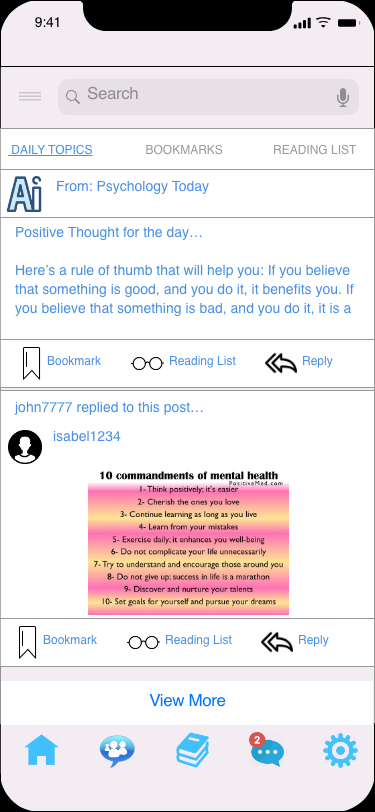 9:41
Search
DAILY TOPICS BOOKMARKS READING LIST
Ai From: Psychology Today
Positive Thought for the day…
Here's a rule of thumb that will help you: If you believe
that something is good, and you do it, it benefits you. If
you believe that something is bad, and you do it, it is a
Bookmark Reading List Reply
john7777 replied to this post…
isabel1234
10 commandments of mental health
PositiveMed.com
1- Think positively; it's easier
2- Cherish the ones you love
3- Continue learning as long as you live
4- Learn from your mistakes
5- Exercise daily; it enhances you well-being
6- Do not complicate your life unnecessarily
7- Try to understand and encourage those around you
8- Do not give up; success in life is a marathon
9- Discover and nurture your talents
10- Set goals for yourself and pursue your dreams
Bookmark Reading List Reply
View More
2